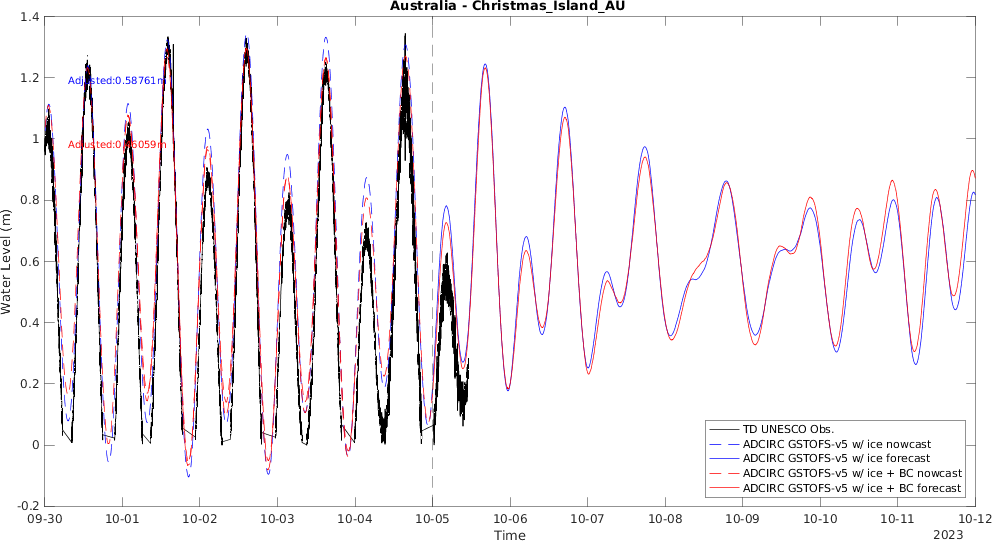 Australia - Christmas_Island_AU
Water Level (m)
1.4
1.2
1
0.8
0.6
0.4
0.2
0
-0.2
Adjusted:0.58761m
TD UNESCO Obs.
ADCIRC GSTOFS-v5 w/ ice nowcast
ADCIRC GSTOFS-v5 w/ ice forecast
ADCIRC GSTOFS-v5 w/ ice + BC nowcast
ADCIRC GSTOFS-v5 w/ ice + BC forecast
09-30 10-01 10-02 10-03 10-04 10-05 10-06 10-07 10-08 10-09 10-10 10-11 10-12
Time
2023